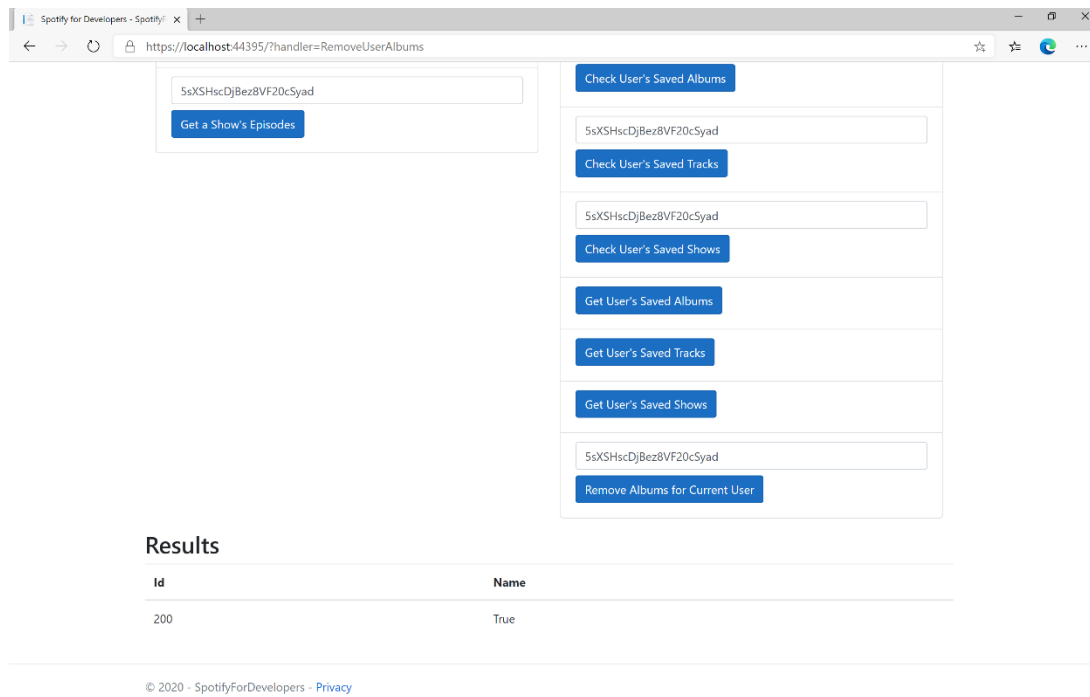 Spotify for Developers - Spotify
https://localhost:44395/?handler=RemoveUserAlbums
5sXSHscDjBez8VF20cSyad
Get a Show's Episodes
Check User's Saved Albums
5sXSHscDjBez8VF20cSyad
Check User's Saved Tracks
5sXSHscDjBez8VF20cSyad
Check User's Saved Shows
Get User's Saved Albums
Get User's Saved Tracks
Get User's Saved Shows
5sXSHscDjBez8VF20cSyad
Remove Albums for Current User
Results
Id Name
200 True
© 2020 - SpotifyForDevelopers - Privacy